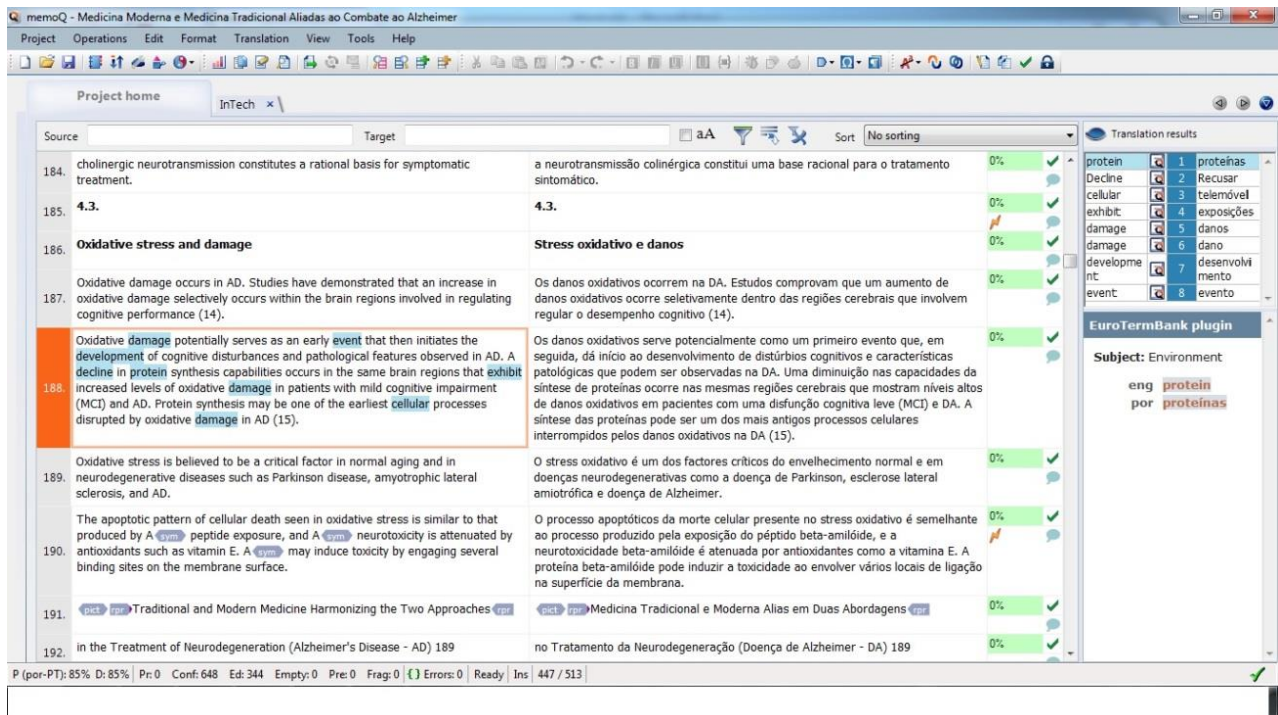 memoQ - Medicina Moderna e Medicina Tradicional Aliadas ao Combate ao Alzheimer
Project Operations Edit Format Translation View Tools Help
Project home
InTech
Source
Target
aA
Sort No sorting
184. cholinergic neurotransmission constitutes a rational basis for symptomatic
treatment.
a neurotransmissão colinérgica constitui uma base racional para o tratamento
sintomático.
0%
185. 4.3.
4.3.
0%
186. Oxidative stress and damage
Stress oxidativo e danos
0%
187. Oxidative damage occurs in AD. Studies have demonstrated that an increase in
oxidative damage selectively occurs within the brain regions involved in regulating
cognitive performance (14).
Os danos oxidativos ocorrem na DA. Estudos comprovam que um aumento de
danos oxidativos ocorre seletivamente dentro das regiões cerebrais que involvem
regular o desempenho cognitivo (14).
0%
188. Oxidative damage potentially serves as an early event that then initiates the
development of cognitive disturbances and pathological features observed in AD. A
decline in protein synthesis capabilities occurs in the same brain regions that exhibit
increased levels of oxidative damage in patients with mild cognitive impairment
(MCI) and AD. Protein synthesis may be one of the earliest cellular processes
disrupted by oxidative damage in AD (15).
Os danos oxidativos serve potencialmente como um primeiro evento que, em
seguida, dá início ao desenvolvimento de distúrbios cognitivos e características
patológicas que podem ser observadas na DA. Uma diminuição nas capacidades da
síntese de proteínas ocorre nas mesmas regiões cerebrais que mostram níveis altos
de danos oxidativos em pacientes com uma disfunção cognitiva leve (MCI) e DA. A
síntese das proteínas pode ser um dos mais antigos processos celulares
interrompidos pelos danos oxidativos na DA (15).
0%
189. Oxidative stress is believed to be a critical factor in normal aging and in
neurodegenerative diseases such as Parkinson disease, amyotrophic lateral
sclerosis, and AD.
O stress oxidativo é um dos factores críticos do envelhecimento normal e em
doenças neurodegenerativas como a doença de Parkinson, esclerose lateral
amiotrófica e doença de Alzheimer.
0%
190. The apoptotic pattern of cellular death seen in oxidative stress is similar to that
produced by A sym peptide exposure, and A sym neurotoxicity is attenuated by
antioxidants such as vitamin E. A sym may induce toxicity by engaging several
binding sites on the membrane surface.
O processo apoptóticos da morte celular presente no stress oxidativo é semelhante
ao processo produzido pela exposição do péptido beta-amilóide, e a
neurotoxicidade beta-amilóide é atenuada por antioxidantes como a vitamina E. A
proteína beta-amilóide pode induzir a toxicidade ao envolver vários locais de ligação
na superfície da membrana.
0%
191. pict rpr Traditional and Modern Medicine Harmonizing the Two Approaches rpr
pict rpr Medicina Tradicional e Moderna Alias em Duas Abordagens rpr
0%
192. in the Treatment of Neurodegeneration (Alzheimer's Disease - AD) 189
no Tratamento da Neurodegeneração (Doença de Alzheimer - DA) 189
0%
Translation results
protein 1 proteínas
Decline 2 Recusar
cellular 3 telemóvel
exhibit 4 exposições
damage 5 danos
damage 6 dano
developme
nt 7 desenvolvi
mento
event 8 evento
EuroTermBank plugin
Subject: Environment
eng protein
por proteínas
P (por-PT): 85% D: 85% Pr: 0 Conf: 648 Ed: 344 Empty: 0 Pre: 0 Frag: 0 {} Errors: 0 Ready Ins 447 / 513